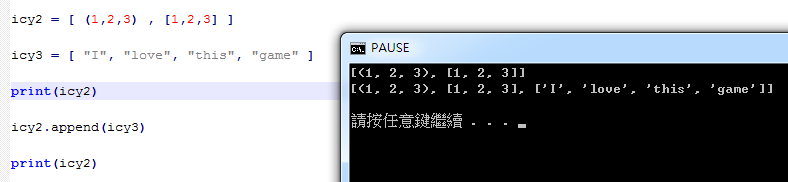 icy2 = [ (1,2,3) , [1,2,3] ]
icy3 = [ "I", "love", "this", "game" ]
print(icy2)
icy2.append(icy3)
print(icy2)
C:\. PAUSE
[(1, 2, 3), [1, 2, 3]]
[(1, 2, 3), [1, 2, 3], ['I', 'love', 'this', 'game']]
請按任意鍵繼續 . . .